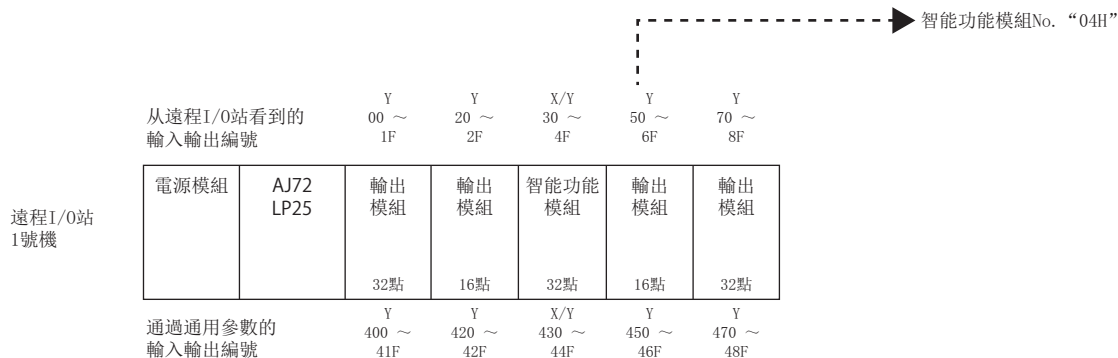 智能功能模組No. “04H”
从遠程I/O站看到的
輸入輸出編號
Y
00 ～
1F
Y
20 ～
2F
X/Y
30 ～
4F
Y
50 ～
6F
Y
70 ～
8F
遠程I/O站
1號機
電源模組
AJ72
LP25
輸出
模組
32點
輸出
模組
16點
智能功能
模組
32點
輸出
模組
16點
輸出
模組
32點
通過通用參數的
輸入輸出編號
Y
400 ～
41F
Y
420 ～
42F
X/Y
430 ～
44F
Y
450 ～
46F
Y
470 ～
48F